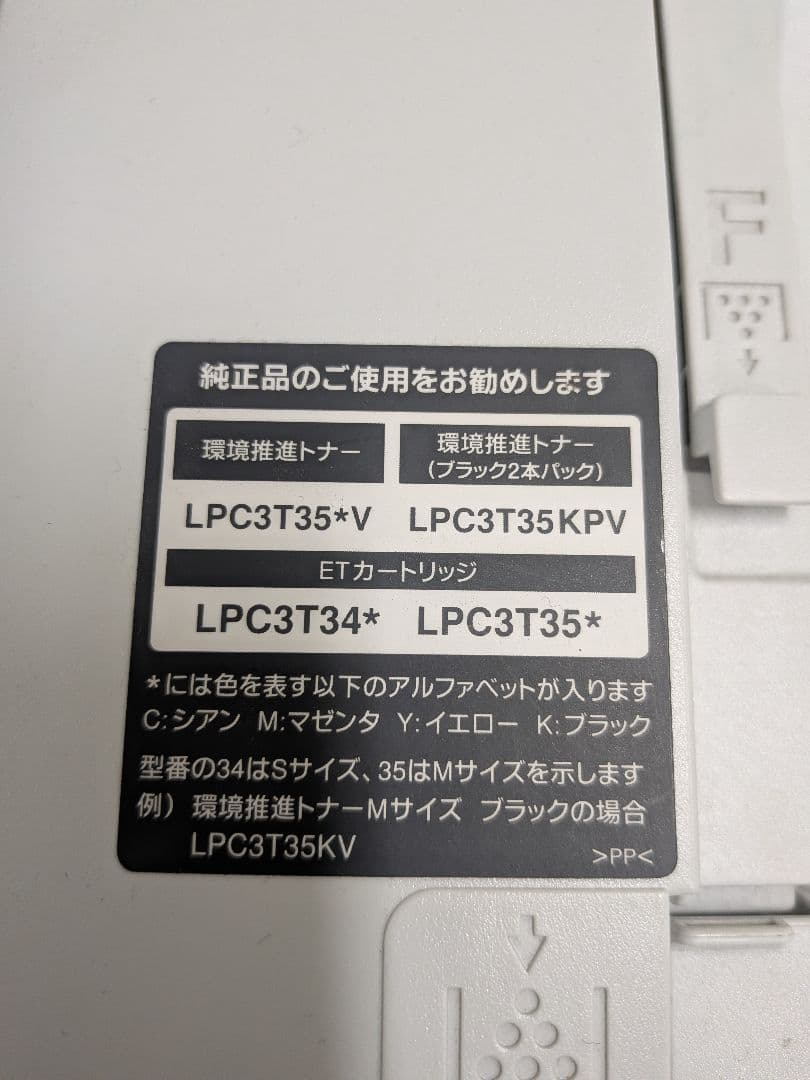 純正品のご使用をお勧めします
環境推進トナー
環境推進トナー
(ブラック2本パック)
LPC3T35*V
LPC3T35KPV
ETカートリッジ
LPC3T34* LPC3T35*
*には色を表す以下のアルファベットが入ります
C:シアン M:マゼンタ Y:イエロー K:ブラック
型番の34はSサイズ、35はMサイズを示します
例) 環境推進トナーMサイズ ブラックの場合
LPC3T35KV
>PP<